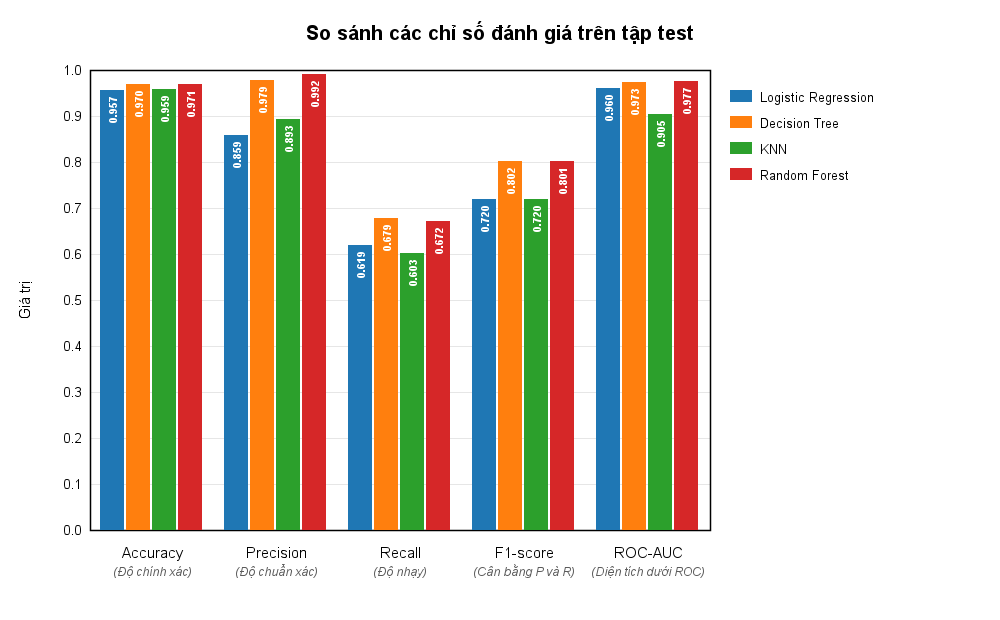 So sánh các chỉ số đánh giá trên tập test
Giá trị
1.0
0.9
0.8
0.7
0.6
0.5
0.4
0.3
0.2
0.1
0.0
0.957
0.970
0.959
0.971
0.859
0.979
0.893
0.992
0.619
0.679
0.603
0.672
0.720
0.802
0.720
0.801
0.960
0.973
0.905
0.977
Accuracy
(Độ chính xác)
Precision
(Độ chuẩn xác)
Recall
(Độ nhạy)
F1-score
(Cân bằng P và R)
ROC-AUC
(Diện tích dưới ROC)
Logistic Regression
Decision Tree
KNN
Random Forest